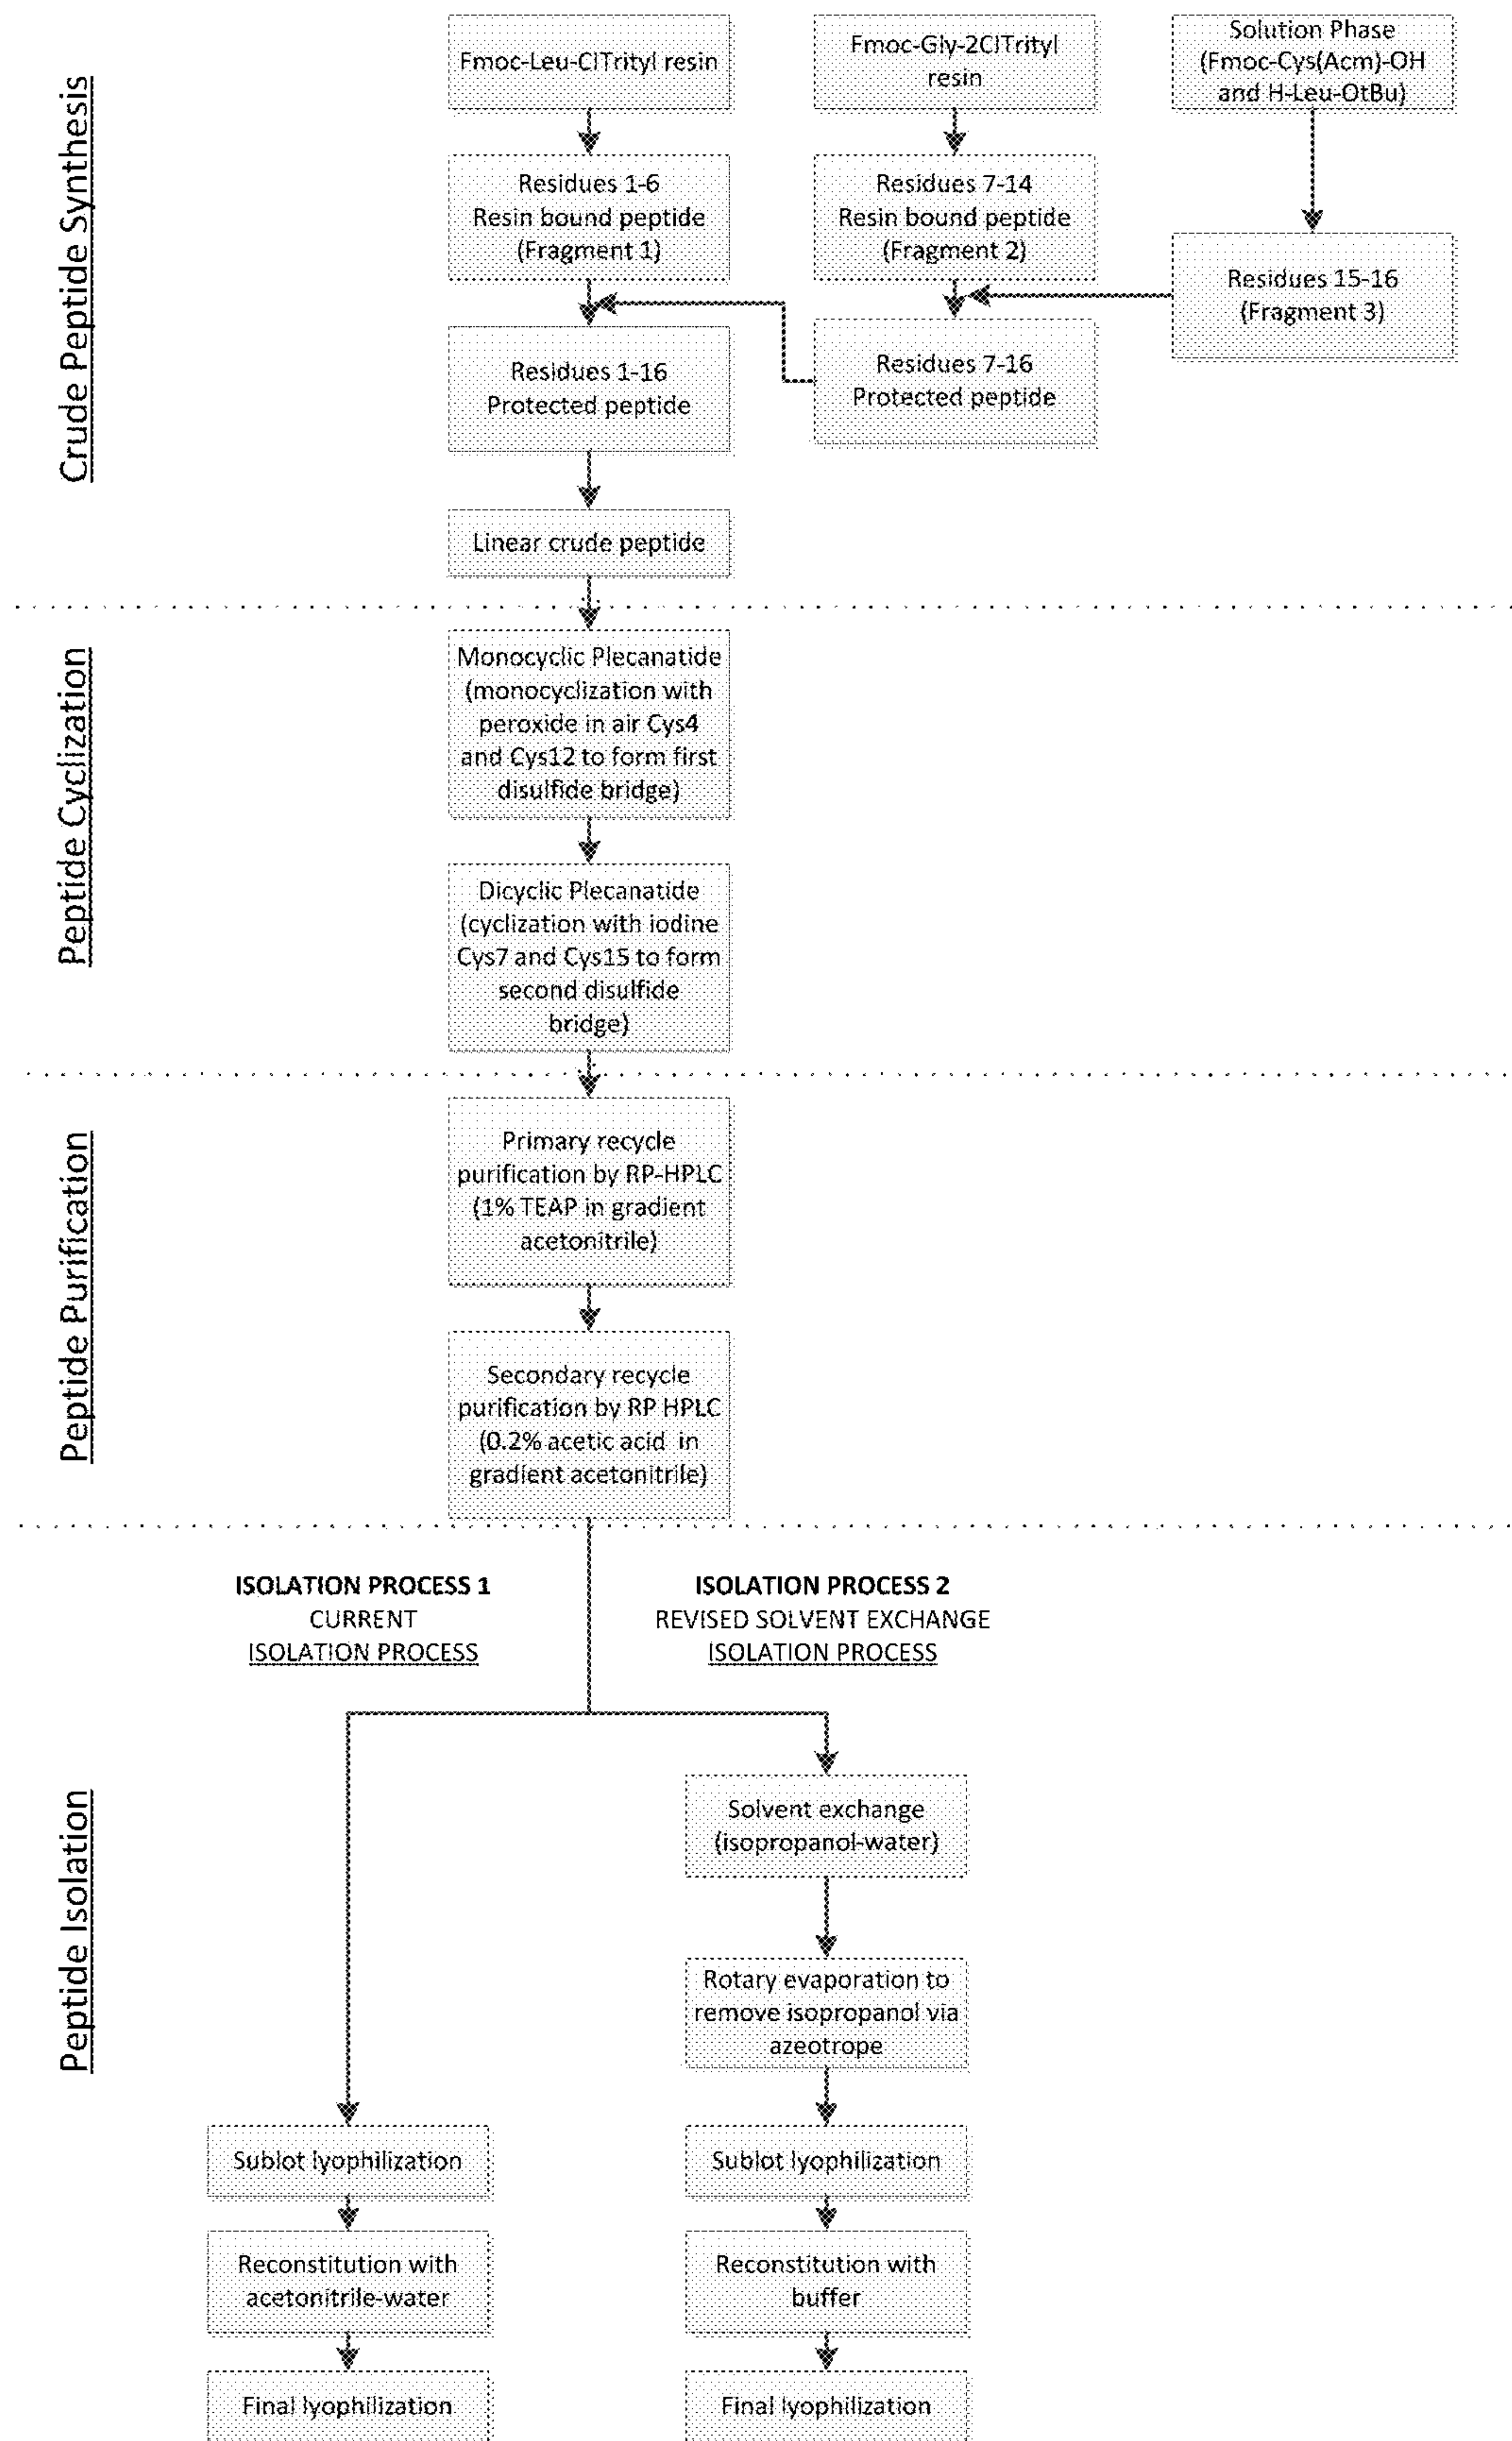 Crude Peptide Synthesis
Fmoc-Leu-ClTrityl resin
Fmoc-Gly-2ClTrityl
resin
Solution Phase
(Fmoc-Cys(Acm)-OH
and H-Leu-OtBu)
Residues 1-6
Resin bound peptide
(Fragment 1)
Residues 7-14
Resin bound peptide
(Fragment 2)
Residues 15-16
(Fragment 3)
Residues 1-16
Protected peptide
Residues 7-16
Protected peptide
Linear crude peptide
Peptide Cyclization
Monocyclic Plecanatide
(monocyclization with
peroxide in air Cys4
and Cys12 to form first
disulfide bridge)
Dicyclic Plecanatide
(cyclization with iodine
Cys7 and Cys15 to form
second disulfide
bridge)
Peptide Purification
Primary recycle
purification by RP-HPLC
(1% TEAP in gradient
acetonitrile)
Secondary recycle
purification by RP HPLC
(0.2% acetic acid in
gradient acetonitrile)
Peptide Isolation
ISOLATION PROCESS 1
CURRENT
ISOLATION PROCESS
ISOLATION PROCESS 2
REVISED SOLVENT EXCHANGE
ISOLATION PROCESS
Solvent exchange
(isopropanol-water)
Rotary evaporation to
remove isopropanol via
azeotrope
Sublot lyophilization
Sublot lyophilization
Reconstitution with
acetonitrile-water
Reconstitution with
buffer
Final lyophilization
Final lyophilization